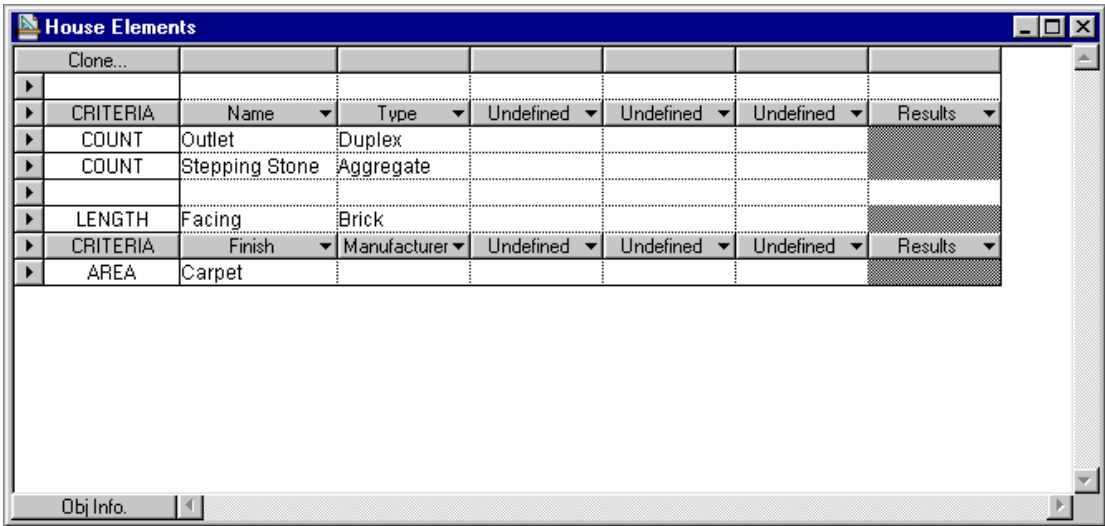 House Elements
Clone...
CRITERIA Name Type Undefined Undefined Undefined Results
COUNT Outlet Duplex
COUNT Stepping Stone Aggregate
LENGTH Facing Brick
CRITERIA Finish Manufacturer Undefined Undefined Undefined Results
AREA Carpet
Obj Info.